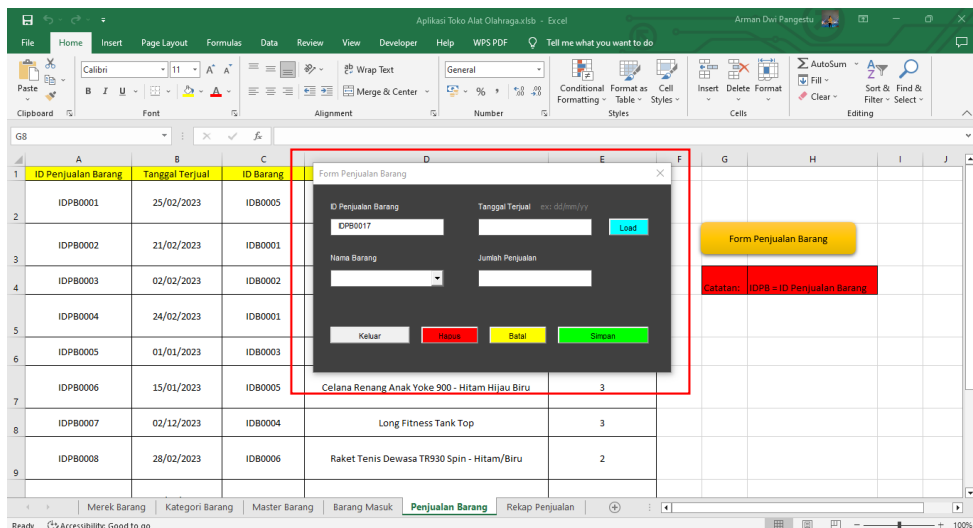 Aplikasi Toko Alat Olahraga.xlsb - Excel
Arman Dwi Pangestu
File Home Insert Page Layout Formulas Data Review View Developer Help WPS PDF Tell me what you want to do
Paste
Calibri 11 A A
B I U
Wrap Text
Merge & Center
General
% ,
Conditional Formatting
Format as Table
Cell Styles
Insert Delete Format
AutoSum
Fill
Clear
Sort & Filter
Find & Select
Clipboard Font Alignment Number Styles Cells Editing
G8 fx
A B C D E F G H I J
1 ID Penjualan Barang Tanggal Terjual ID Barang
2 IDPB0001 25/02/2023 IDB0005
3 IDPB0002 21/02/2023 IDB0001
4 IDPB0003 02/02/2023 IDB0002
5 IDPB0004 24/02/2023 IDB0001
6 IDPB0005 01/01/2023 IDB0003
7 IDPB0006 15/01/2023 IDB0005 Celana Renang Anak Yoke 900 - Hitam Hijau Biru 3
8 IDPB0007 02/12/2023 IDB0004 Long Fitness Tank Top 3
9 IDPB0008 28/02/2023 IDB0006 Raket Tenis Dewasa TR930 Spin - Hitam/Biru 2
Form Penjualan Barang
ID Penjualan Barang
Tanggal Terjual ex: dd/mm/yy
IDPB0017
Load
Nama Barang
Jumlah Penjualan
Keluar Hapus Batal Simpan
Form Penjualan Barang
Catatan: IDPB = ID Penjualan Barang
Merek Barang Kategori Barang Master Barang Barang Masuk Penjualan Barang Rekap Penjualan
Ready Accessibility: Good to go 100%